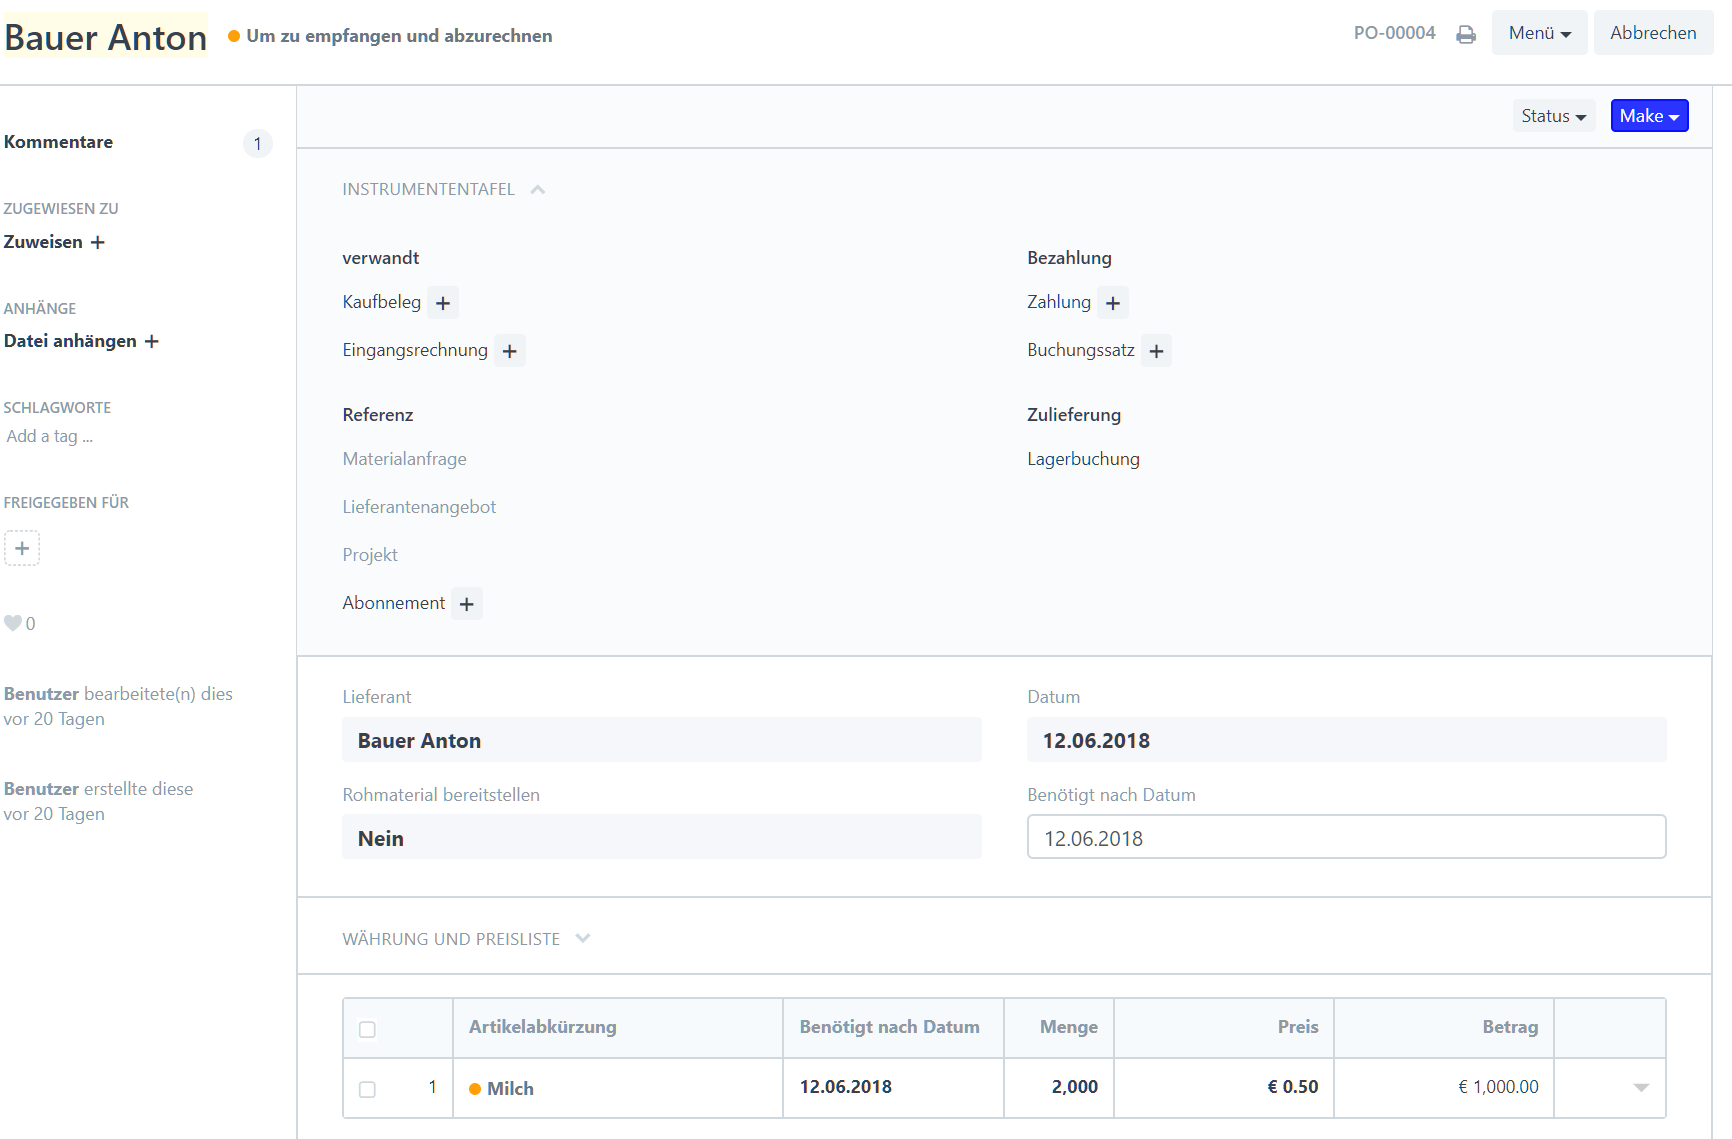 Bauer Anton
Um zu empfangen und abzurechnen
PO-00004
Menü
Abbrechen
Status
Make
Kommentare
1
ZUGEWIESEN ZU
Zuweisen +
ANHÄNGE
Datei anhängen +
SCHLAGWORTE
Add a tag ...
FREIGEGEBEN FÜR
+
0
Benutzer bearbeitete(n) dies
vor 20 Tagen
Benutzer erstellte diese
vor 20 Tagen
INSTRUMENTENTAFEL
verwandt
Kaufbeleg +
Eingangsrechnung +
Bezahlung
Zahlung +
Buchungssatz +
Referenz
Materialanfrage
Lieferantenangebot
Projekt
Abonnement +
Zulieferung
Lagerbuchung
Lieferant
Bauer Anton
Datum
12.06.2018
Rohmaterial bereitstellen
Nein
Benötigt nach Datum
12.06.2018
WÄHRUNG UND PREISLISTE
Artikelabkürzung Benötigt nach Datum Menge Preis Betrag
1 Milch 12.06.2018 2,000 € 0.50 € 1,000.00